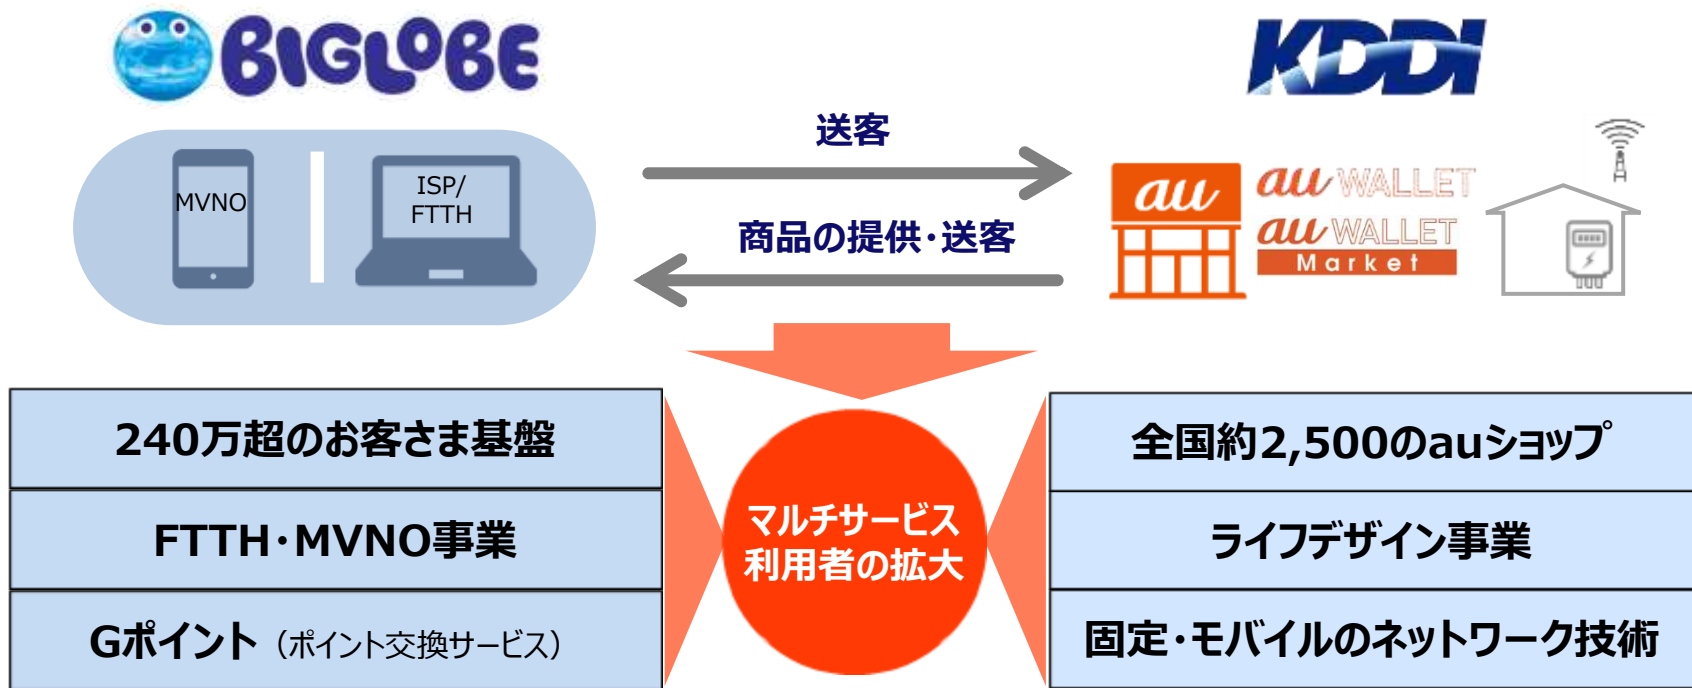 BIGLOBE
KDDI
MVNO
ISP/
FTTH
送客
商品の提供・送客
au
au WALLET
au WALLET
Market
240万超のお客さま基盤
FTTH・MVNO事業
Gポイント（ポイント交換サービス）
マルチサービス
利用者の拡大
全国約2,500のauショップ
ライフデザイン事業
固定・モバイルのネットワーク技術